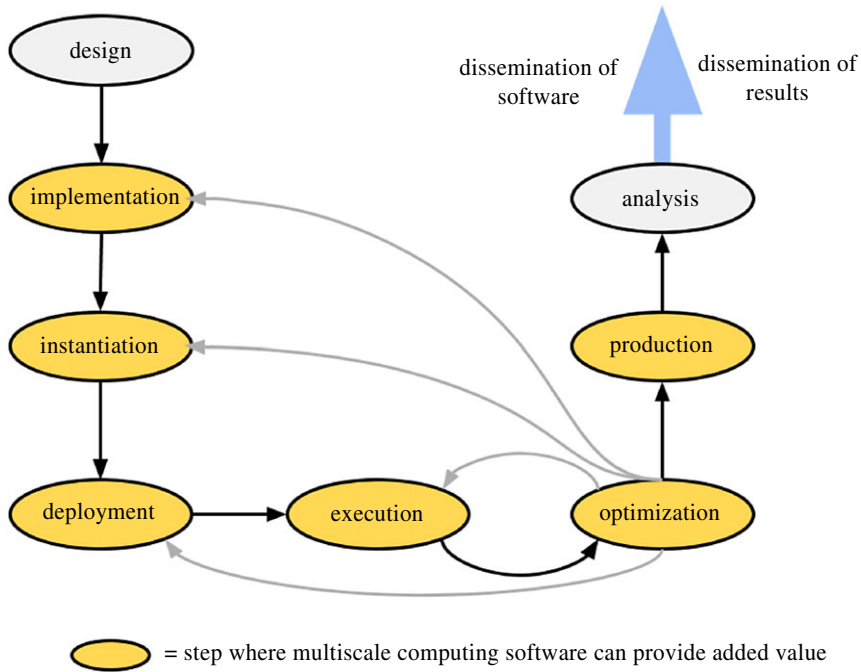 design
dissemination of
software
dissemination of
results
implementation
analysis
instantiation
production
deployment
execution
optimization
= step where multiscale computing software can provide added value